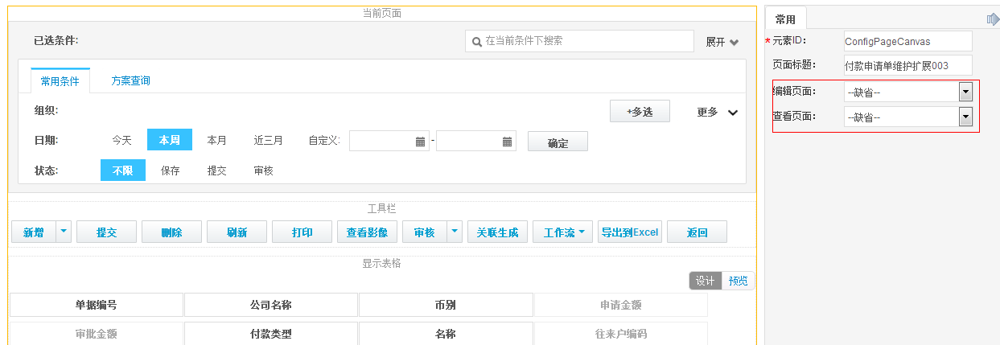 当前页面
已选条件:
在当前条件下搜索
展开
常用条件
方案查询
组织:
+多选
更多
日期:
今天
本周
本月
近三月
自定义:
-
确定
状态:
不限
保存
提交
审核
工具栏
新增
提交
删除
刷新
打印
查看影像
审核
关联生成
工作流
导出到Excel
返回
显示表格
设计
预览
单据编号
公司名称
币别
申请金额
审批金额
付款类型
名称
往来户编码
常用
*元素ID:
ConfigPageCanvas
页面标题:
付款申请单维护扩展003
编辑页面:
--缺省--
查看页面:
--缺省--